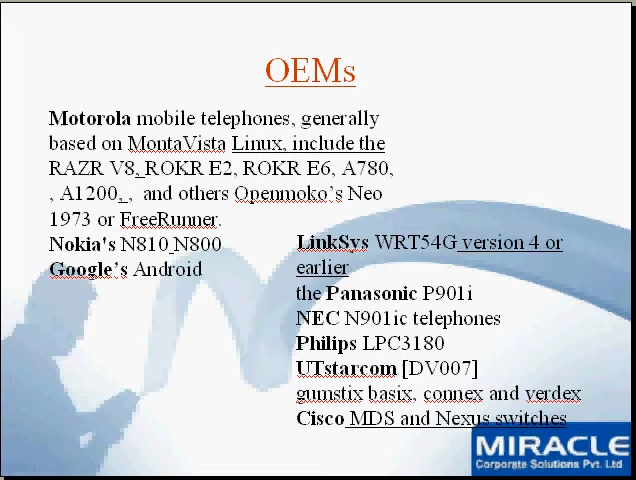 OEMs
Motorola mobile telephones, generally
based on MontaVista Linux, include the
RAZR V8, ROKR E2, ROKR E6, A780,
, A1200, , and others Openmoko's Neo
1973 or FreeRunner.
Nokia's N810 N800
Google's Android
LinkSys WRT54G version 4 or
earlier
the Panasonic P901i
NEC N901ic telephones
Philips LPC3180
UTstarcom [DV007]
gumstix basix, connex and verdex
Cisco MDS and Nexus switches
MIRACLE
Corporate Solutions Pvt. Ltd